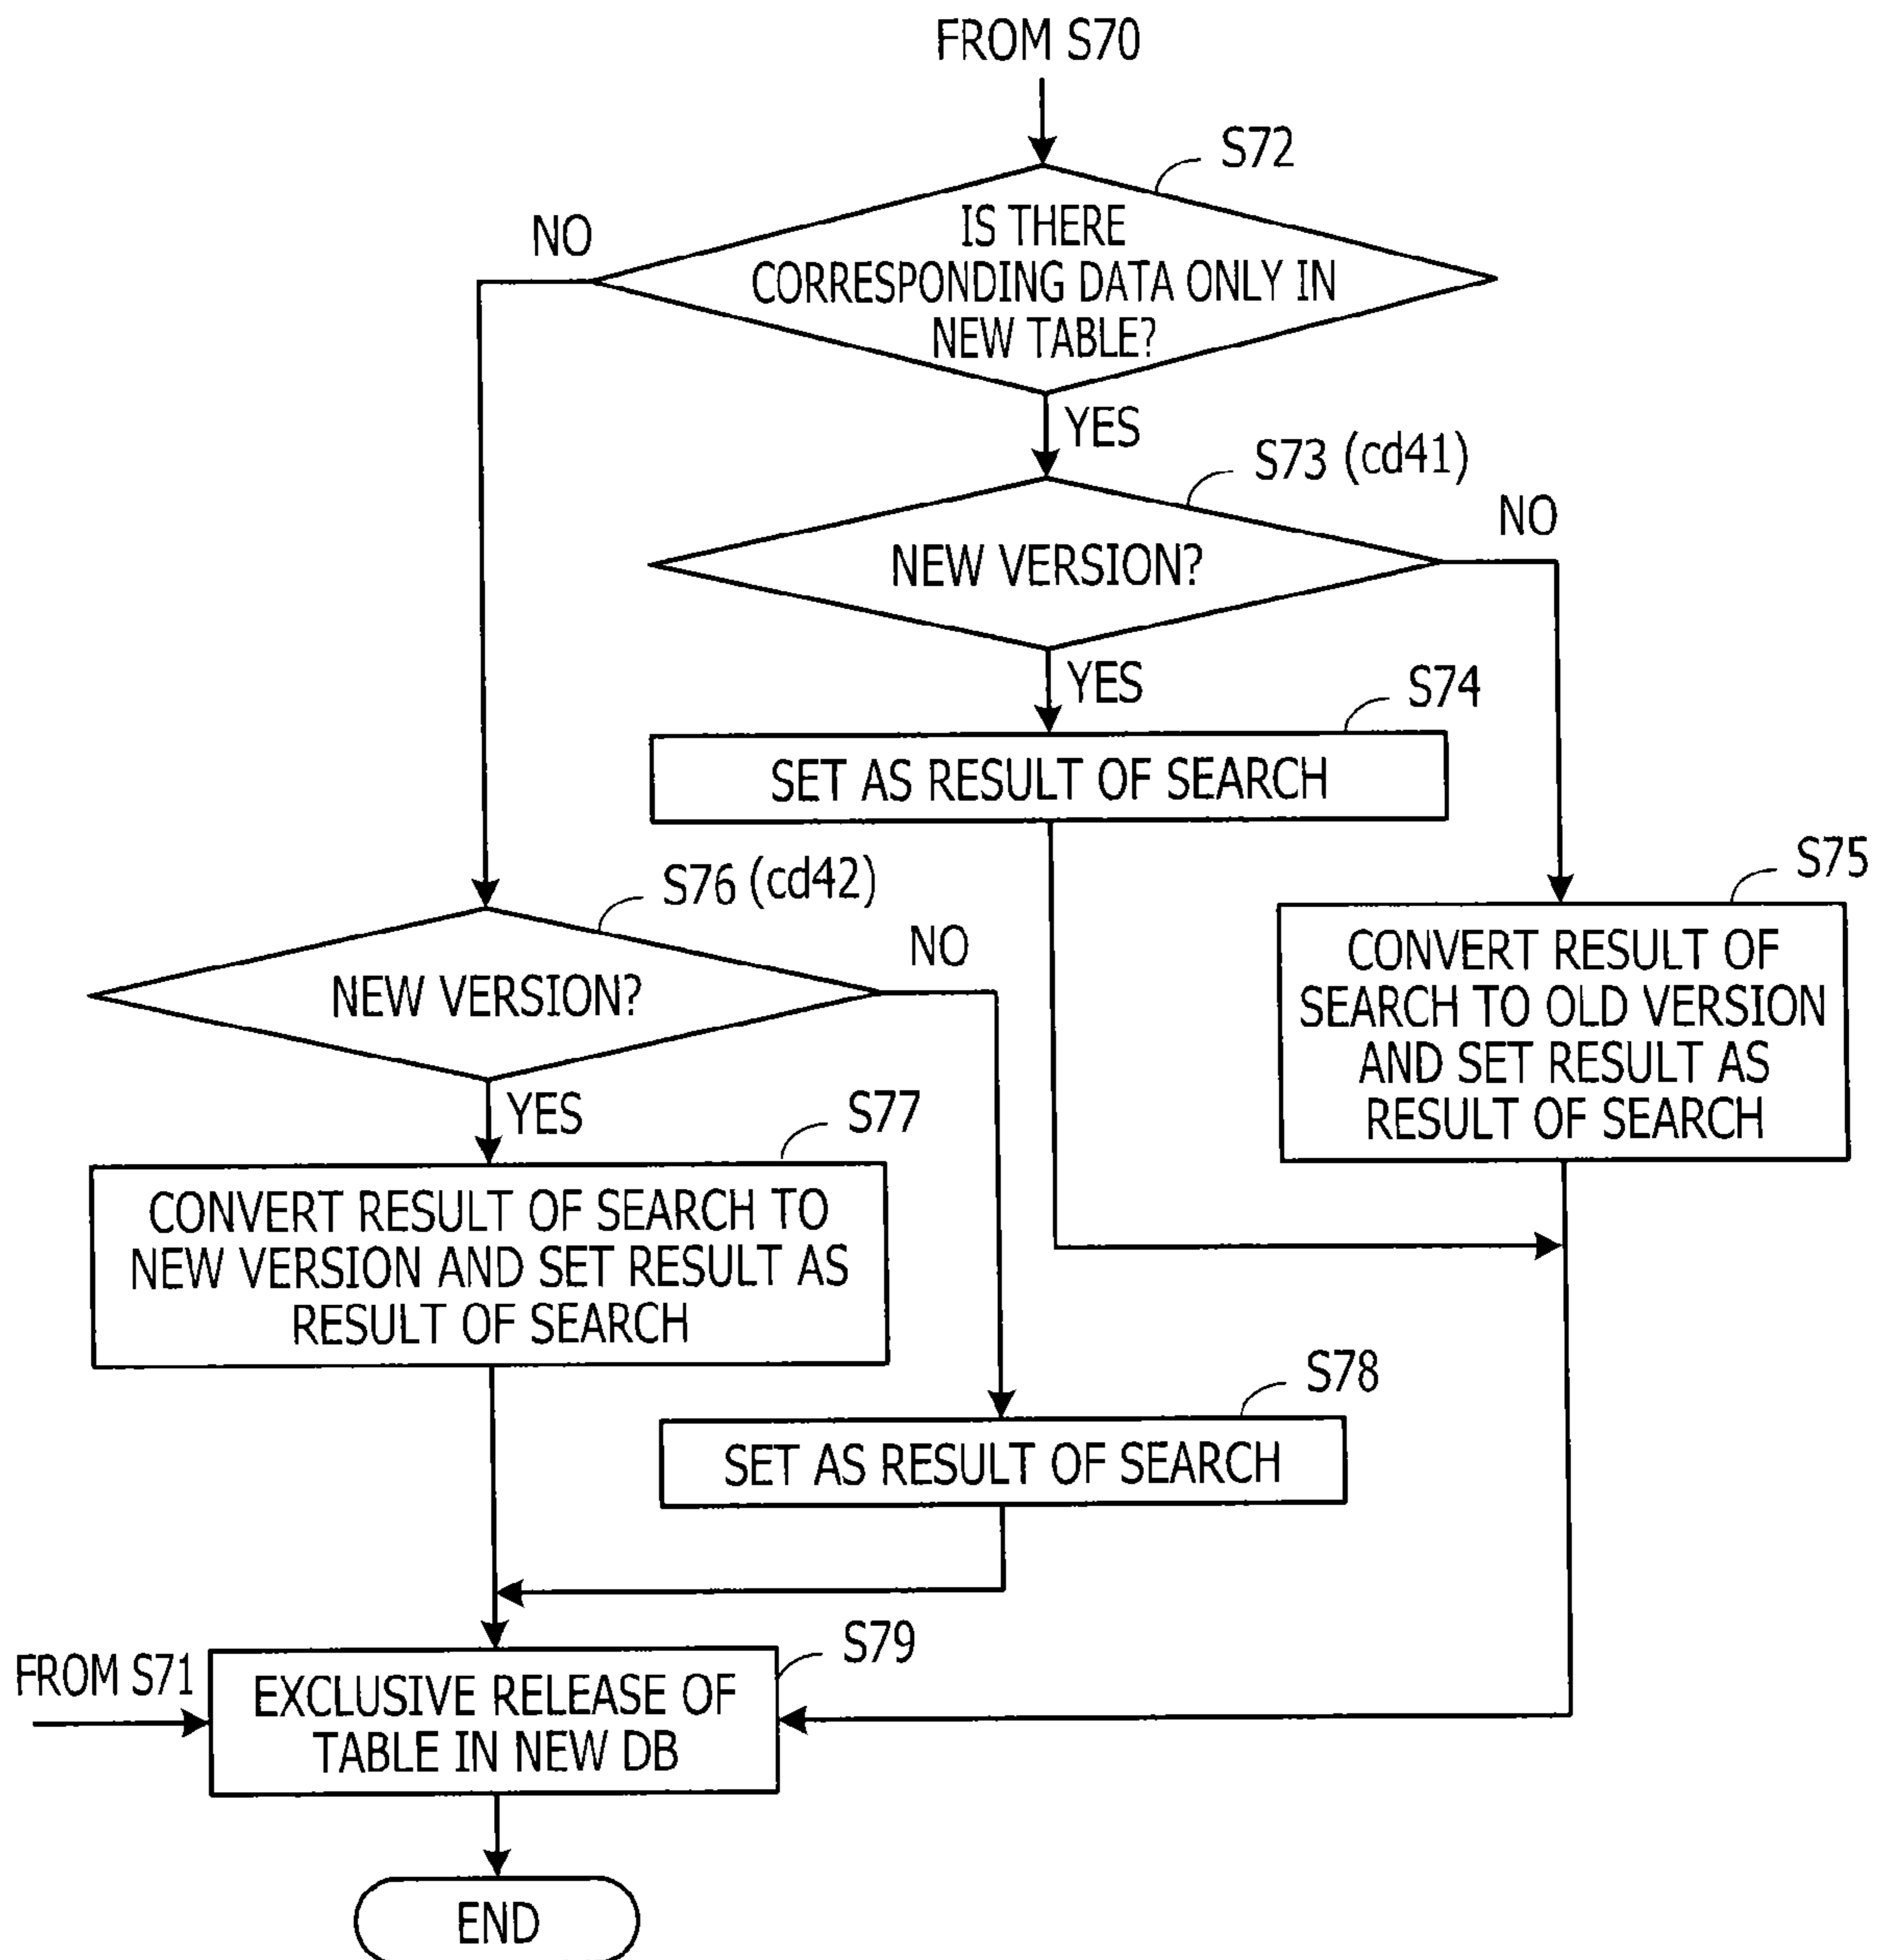 FROM S70
S72
IS THERE
CORRESPONDING DATA ONLY IN
NEW TABLE?
NO
YES
S73 (cd41)
NEW VERSION?
NO
YES
S74
SET AS RESULT OF SEARCH
S75
CONVERT RESULT OF
SEARCH TO OLD VERSION
AND SET RESULT AS
RESULT OF SEARCH
S76 (cd42)
NEW VERSION?
NO
YES
S77
CONVERT RESULT OF SEARCH TO
NEW VERSION AND SET RESULT AS
RESULT OF SEARCH
S78
SET AS RESULT OF SEARCH
FROM S71
S79
EXCLUSIVE RELEASE OF
TABLE IN NEW DB
END